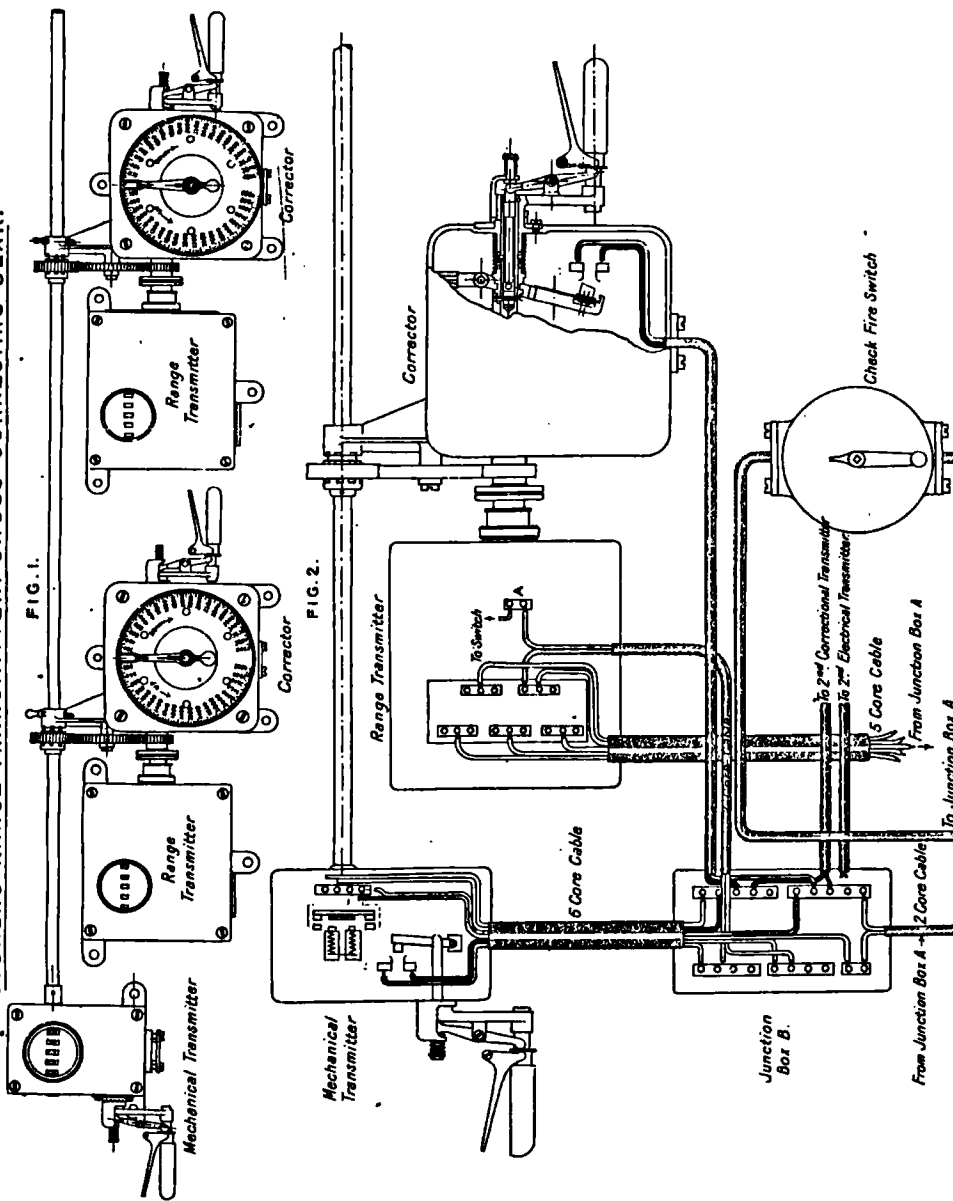 FIG. 1.
Mechanical Transmitter
Range
Transmitter
Corrector
Range
Transmitter
Corrector
FIG. 2.
Mechanical
Transmitter
Range Transmitter
Corrector
To Switch
A
6 Core Cable
Junction
Box B.
To 2nd Correctional Transmitter
To 2nd Electrical Transmitter
5 Core Cable
From Junction Box A
Check Fire Switch
From Junction Box A → 2 Core Cable
To Junction Box A